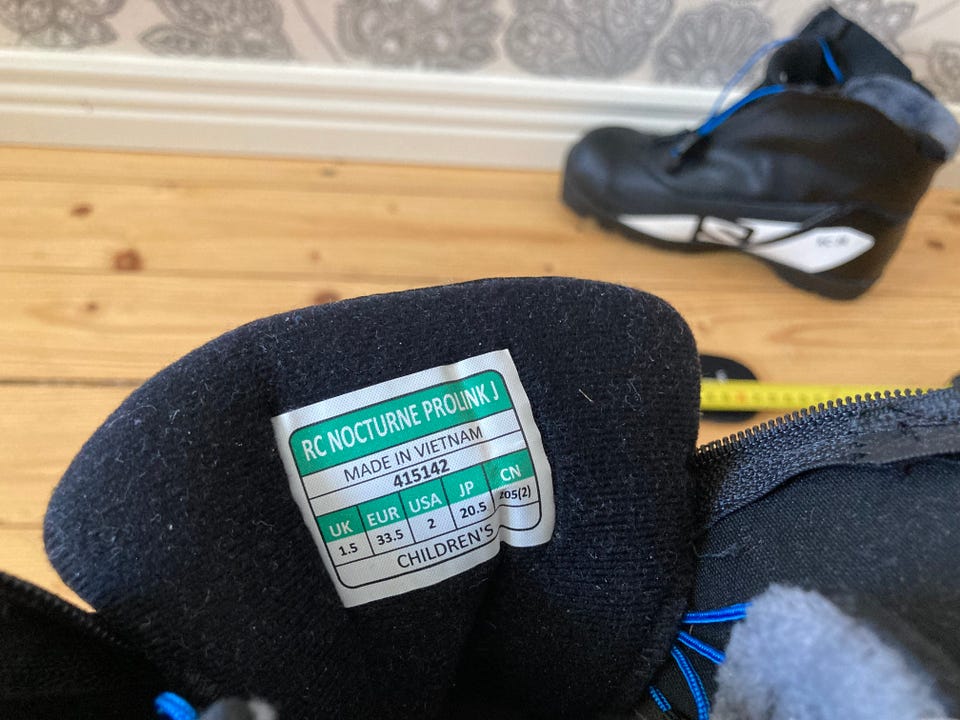 RC NOCTURNE PROLINK J
MADE IN VIETNAM
415142
UK EUR USA JP CN
1.5 33.5 2 20.5 205(2)
CHILDREN'S